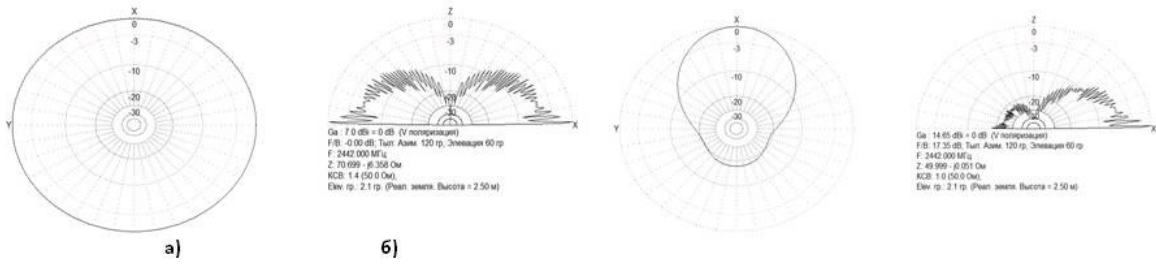 X
0
-3
-10
-20
-30
Y
а)
Z
0
-3
-10
-20
-30
X
Ga : 7.0 dBi = 0 dB (V поляризация)
F/B: -0.00 dB; Тыл: Азим. 120 гр, Элевация 60 гр
F: 2442.000 МГц
Z: 70.699 - j6.358 Ом
КСВ: 1.4 (50.0 Ом),
Elev. гр.: 2.1 гр. (Реал. земля. Высота = 2.50 м)
б)
X
0
-3
-10
-20
-30
Y
Z
0
-3
-10
-20
-30
X
Ga : 14.65 dBi = 0 dB (V поляризация)
F/B: 17.35 dB; Тыл: Азим. 120 гр, Элевация 60 гр
F: 2442.000 МГц
Z: 49.999 - j0.051 Ом
КСВ: 1.0 (50.0 Ом),
Elev. гр.: 2.1 гр. (Реал. земля. Высота = 2.50 м)